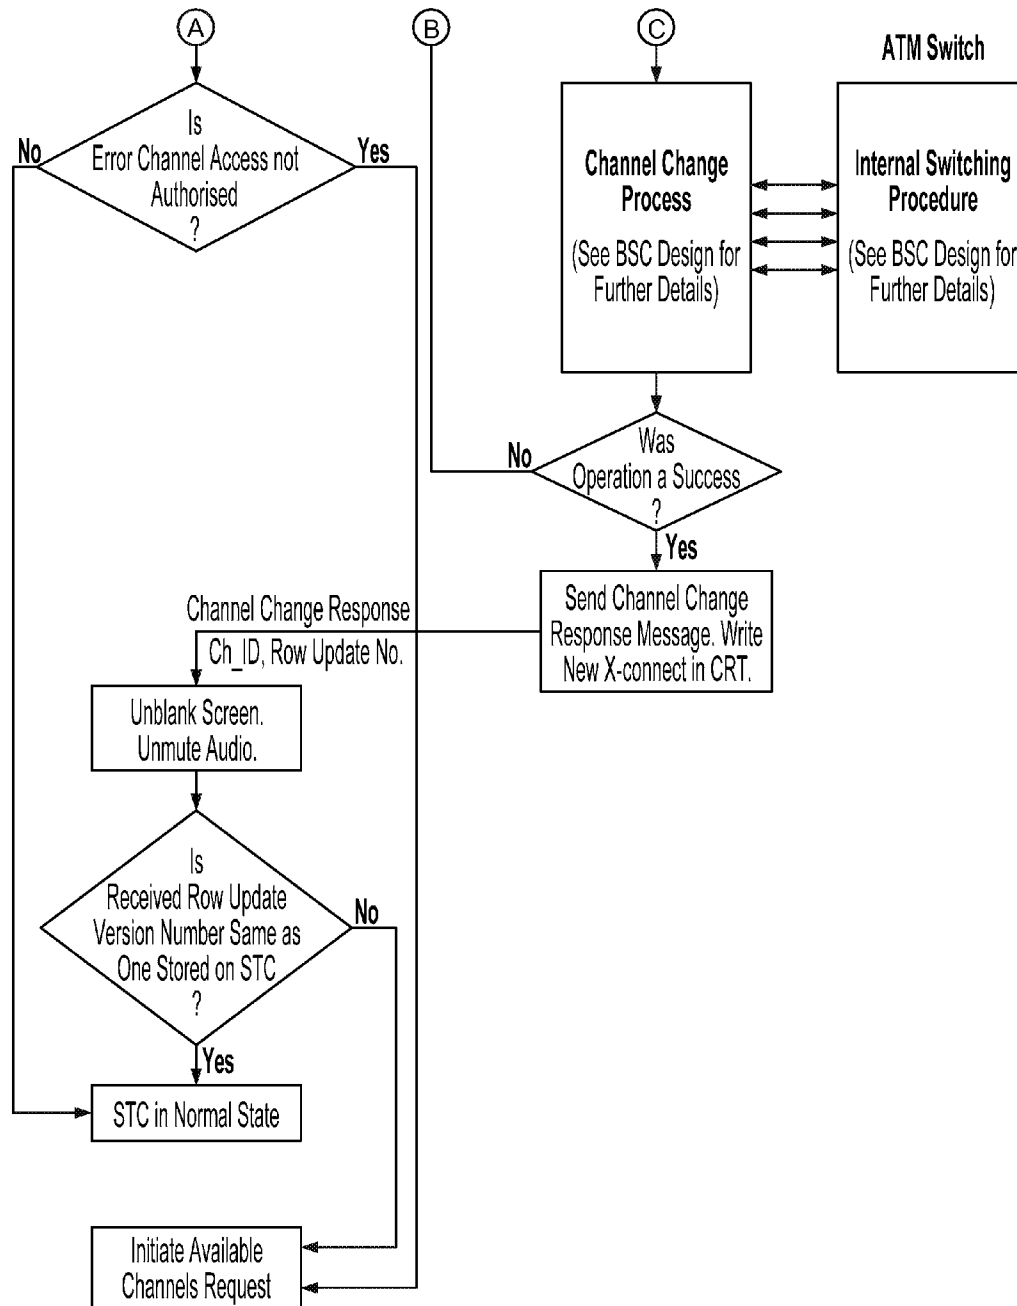 A
B
C
ATM Switch
Is
Error Channel Access not
Authorised
?
No
Yes
Channel Change
Process
(See BSC Design for
Further Details)
Internal Switching
Procedure
(See BSC Design for
Further Details)
Was
Operation a Success
?
No
Yes
Send Channel Change
Response Message. Write
New X-connect in CRT.
Channel Change Response
Ch_ID, Row Update No.
Unblank Screen.
Unmute Audio.
Is
Received Row Update
Version Number Same as
One Stored on STC
?
No
Yes
STC in Normal State
Initiate Available
Channels Request